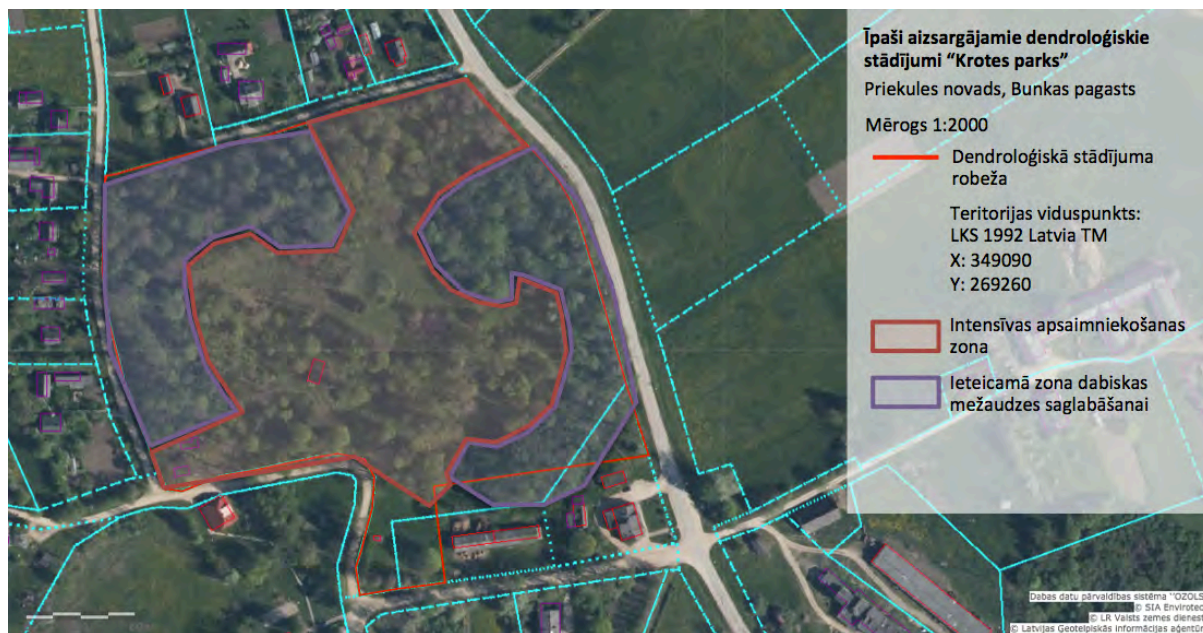 Īpaši aizsargājamie dendroloģiskie
stādījumi “Krotes parks”
Priekules novads, Bunkas pagasts
Mērogs 1:2000
Dendroloģiskā stādījuma
robeža
Teritorijas viduspunkts:
LKS 1992 Latvia TM
X: 349090
Y: 269260
Intensīvas apsaimniekošanas
zona
Ieteicamā zona dabiskas
mežaudzes saglabāšanai
Dabas datu pārvaldības sistēma "OZOLS
© SIA Envirotec
© LR Valsts zemes diene
© Latvijas Ģeotelpiskās informācijas aģentū